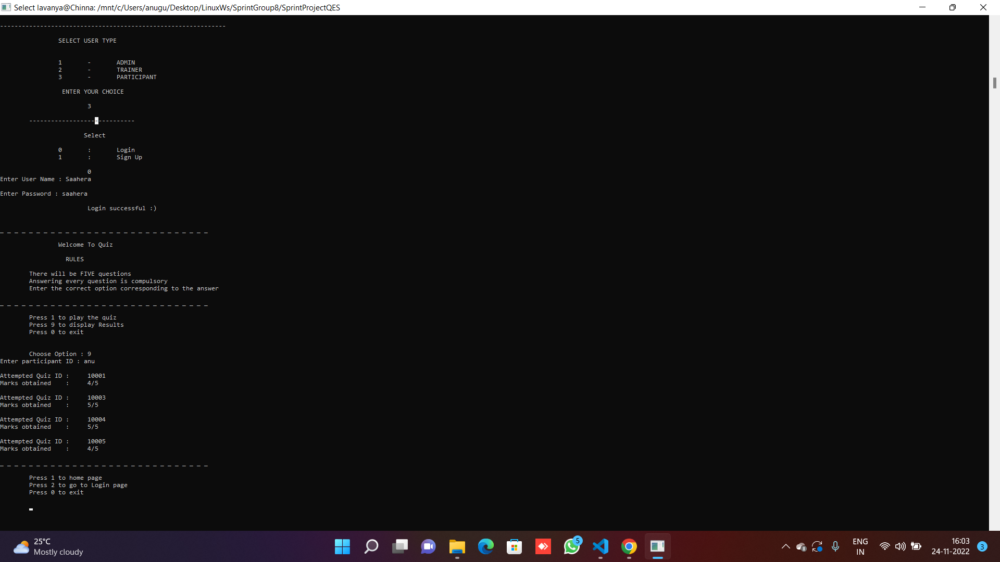 Select lavanya@Chinna: /mnt/c/Users/anugu/Desktop/LinuxWs/SprintGroup8/SprintProjectQES
--------------------------------------------------------------
SELECT USER TYPE
1 - ADMIN
2 - TRAINER
3 - PARTICIPANT
ENTER YOUR CHOICE
3
-----------------------------
Select
0 : Login
1 : Sign Up
0
Enter User Name : Saahera
Enter Password : saahera
Login successful :)
_ _ _ _ _ _ _ _ _ _ _ _ _ _ _ _ _ _ _ _ _ _ _ _ _ _ _ _ _
Welcome To Quiz
RULES
There will be FIVE questions
Answering every question is compulsory
Enter the correct option corresponding to the answer
_ _ _ _ _ _ _ _ _ _ _ _ _ _ _ _ _ _ _ _ _ _ _ _ _ _ _ _ _
Press 1 to play the quiz
Press 9 to display Results
Press 0 to exit
Choose Option : 9
Enter participant ID : anu
Attempted Quiz ID : 10001
Marks obtained : 4/5
Attempted Quiz ID : 10003
Marks obtained : 5/5
Attempted Quiz ID : 10004
Marks obtained : 5/5
Attempted Quiz ID : 10005
Marks obtained : 4/5
_ _ _ _ _ _ _ _ _ _ _ _ _ _ _ _ _ _ _ _ _ _ _ _ _ _ _ _ _
Press 1 to home page
Press 2 to go to Login page
Press 0 to exit
25°C
Mostly cloudy
5
ENG
IN
16:03
24-11-2022
3